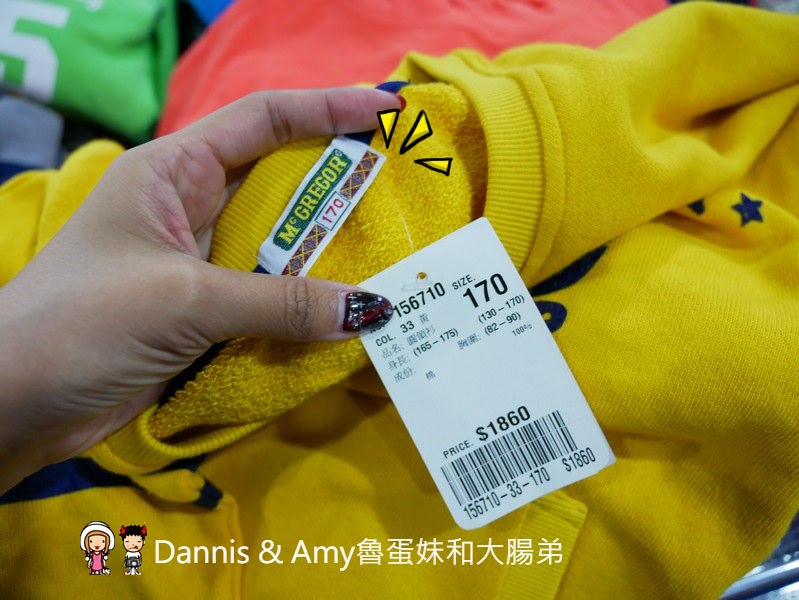 5
McGREGOR
170
156710 SIZE. 170
COL. 33 黃 (130-170)
品名: 圓領衫
身長: (165-175) 胸圍: (82-90)
成份: 棉 100%
PRICE. $1860
156710-33-170 $1860
Dannis & Amy魯蛋妹和大腸弟